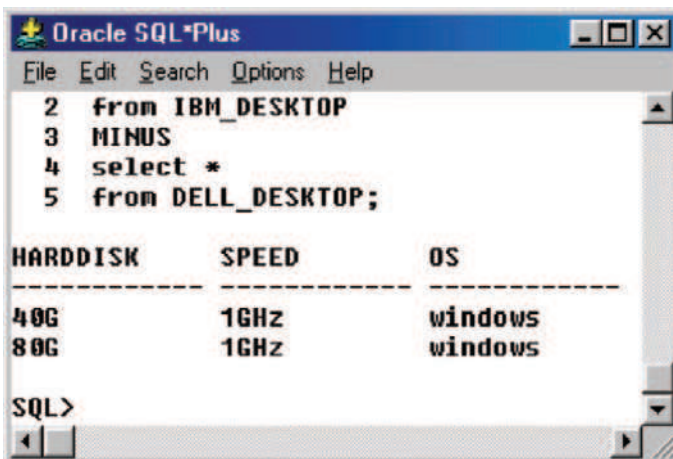 Oracle SQL*Plus
File Edit Search Options Help
2 from IBM_DESKTOP
3 MINUS
4 select *
5 from DELL_DESKTOP;
HARDDISK SPEED OS
------------ ------------ ------------
40G 1GHz windows
80G 1GHz windows
SQL>